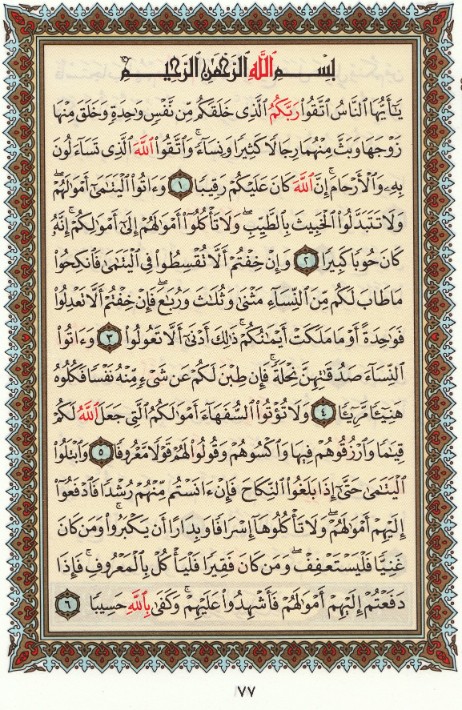 بِسْمِ ٱللَّهِ ٱلرَّحْمَٰنِ ٱلرَّحِيمِ
يَٰٓأَيُّهَا ٱلنَّاسُ ٱتَّقُوا۟ رَبَّكُمُ ٱلَّذِى خَلَقَكُم مِّن نَّفْسٍ وَٰحِدَةٍ وَخَلَقَ مِنْهَا
زَوْجَهَا وَبَثَّ مِنْهُمَا رِجَالًا كَثِيرًا وَنِسَآءً ۚ وَٱتَّقُوا۟ ٱللَّهَ ٱلَّذِى تَسَآءَلُونَ
بِهِۦ وَٱلْأَرْحَامَ ۚ إِنَّ ٱللَّهَ كَانَ عَلَيْكُمْ رَقِيبًا ١ وَءَاتُوا۟ ٱلْيَتَٰمَىٰٓ أَمْوَٰلَهُمْ ۖ
وَلَا تَتَبَدَّلُوا۟ ٱلْخَبِيثَ بِٱلطَّيِّبِ ۖ وَلَا تَأْكُلُوٓا۟ أَمْوَٰلَهُمْ إِلَىٰٓ أَمْوَٰلِكُمْ ۚ إِنَّهُۥ
كَانَ حُوبًا كَبِيرًا ٢ وَإِنْ خِفْتُمْ أَلَّا تُقْسِطُوا۟ فِى ٱلْيَتَٰمَىٰ فَٱنكِحُوا۟
مَا طَابَ لَكُم مِّنَ ٱلنِّسَآءِ مَثْنَىٰ وَثُلَٰثَ وَرُبَٰعَ ۖ فَإِنْ خِفْتُمْ أَلَّا تَعْدِلُوا۟
فَوَٰحِدَةً أَوْ مَا مَلَكَتْ أَيْمَٰنُكُمْ ۚ ذَٰلِكَ أَدْنَىٰٓ أَلَّا تَعُولُوا۟ ٣ وَءَاتُوا۟
ٱلنِّسَآءَ صَدُقَٰتِهِنَّ نِحْلَةً ۚ فَإِن طِبْنَ لَكُمْ عَن شَىْءٍ مِّنْهُ نَفْسًا فَكُلُوهُ
هَنِيٓـًٔا مَّرِيٓـًٔا ٤ وَلَا تُؤْتُوا۟ ٱلسُّفَهَآءَ أَمْوَٰلَكُمُ ٱلَّتِى جَعَلَ ٱللَّهُ لَكُمْ
قِيَٰمًا وَٱرْزُقُوهُمْ فِيهَا وَٱكْسُوهُمْ وَقُولُوا۟ لَهُمْ قَوْلًا مَّعْرُوفًا ٥ وَٱبْتَلُوا۟
ٱلْيَتَٰمَىٰ حَتَّىٰٓ إِذَا بَلَغُوا۟ ٱلنِّكَاحَ فَإِنْ ءَانَسْتُم مِّنْهُمْ رُشْدًا فَٱدْفَعُوٓا۟
إِلَيْهِمْ أَمْوَٰلَهُمْ ۖ وَلَا تَأْكُلُوهَآ إِسْرَافًا وَبِدَارًا أَن يَكْبَرُوا۟ ۚ وَمَن كَانَ
غَنِيًّا فَلْيَسْتَعْفِفْ ۖ وَمَن كَانَ فَقِيرًا فَلْيَأْكُلْ بِٱلْمَعْرُوفِ ۚ فَإِذَا
دَفَعْتُمْ إِلَيْهِمْ أَمْوَٰلَهُمْ فَأَشْهِدُوا۟ عَلَيْهِمْ ۚ وَكَفَىٰ بِٱللَّهِ حَسِيبًا ٦
٧٧